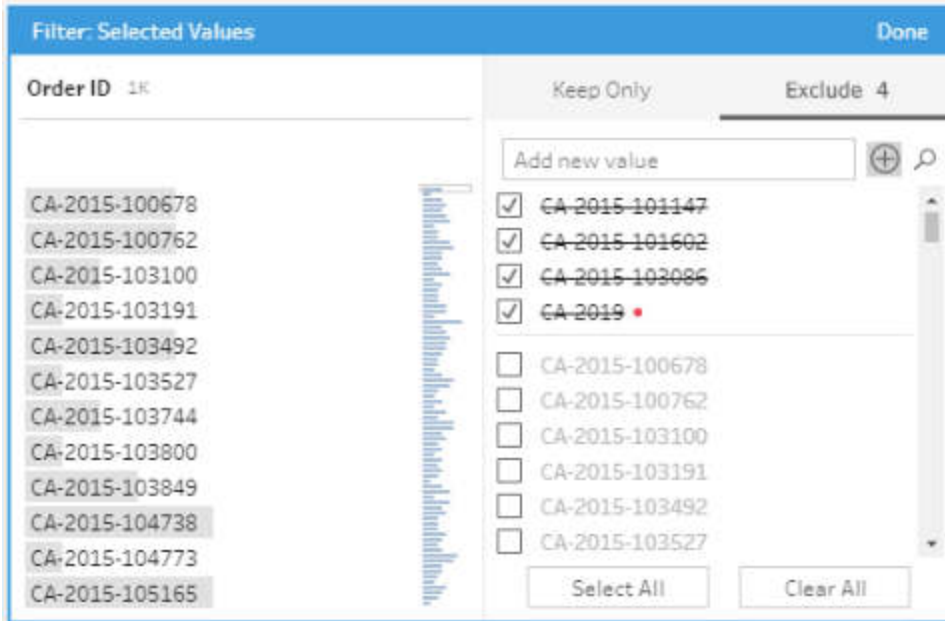 Filter: Selected Values Done
Order ID 1K
Keep Only Exclude 4
Add new value
CA-2015-100678
CA-2015-100762
CA-2015-103100
CA-2015-103191
CA-2015-103492
CA-2015-103527
CA-2015-103744
CA-2015-103800
CA-2015-103849
CA-2015-104738
CA-2015-104773
CA-2015-105165
CA-2015-101147
CA-2015-101602
CA-2015-103086
CA-2019
CA-2015-100678
CA-2015-100762
CA-2015-103100
CA-2015-103191
CA-2015-103492
CA-2015-103527
Select All Clear All